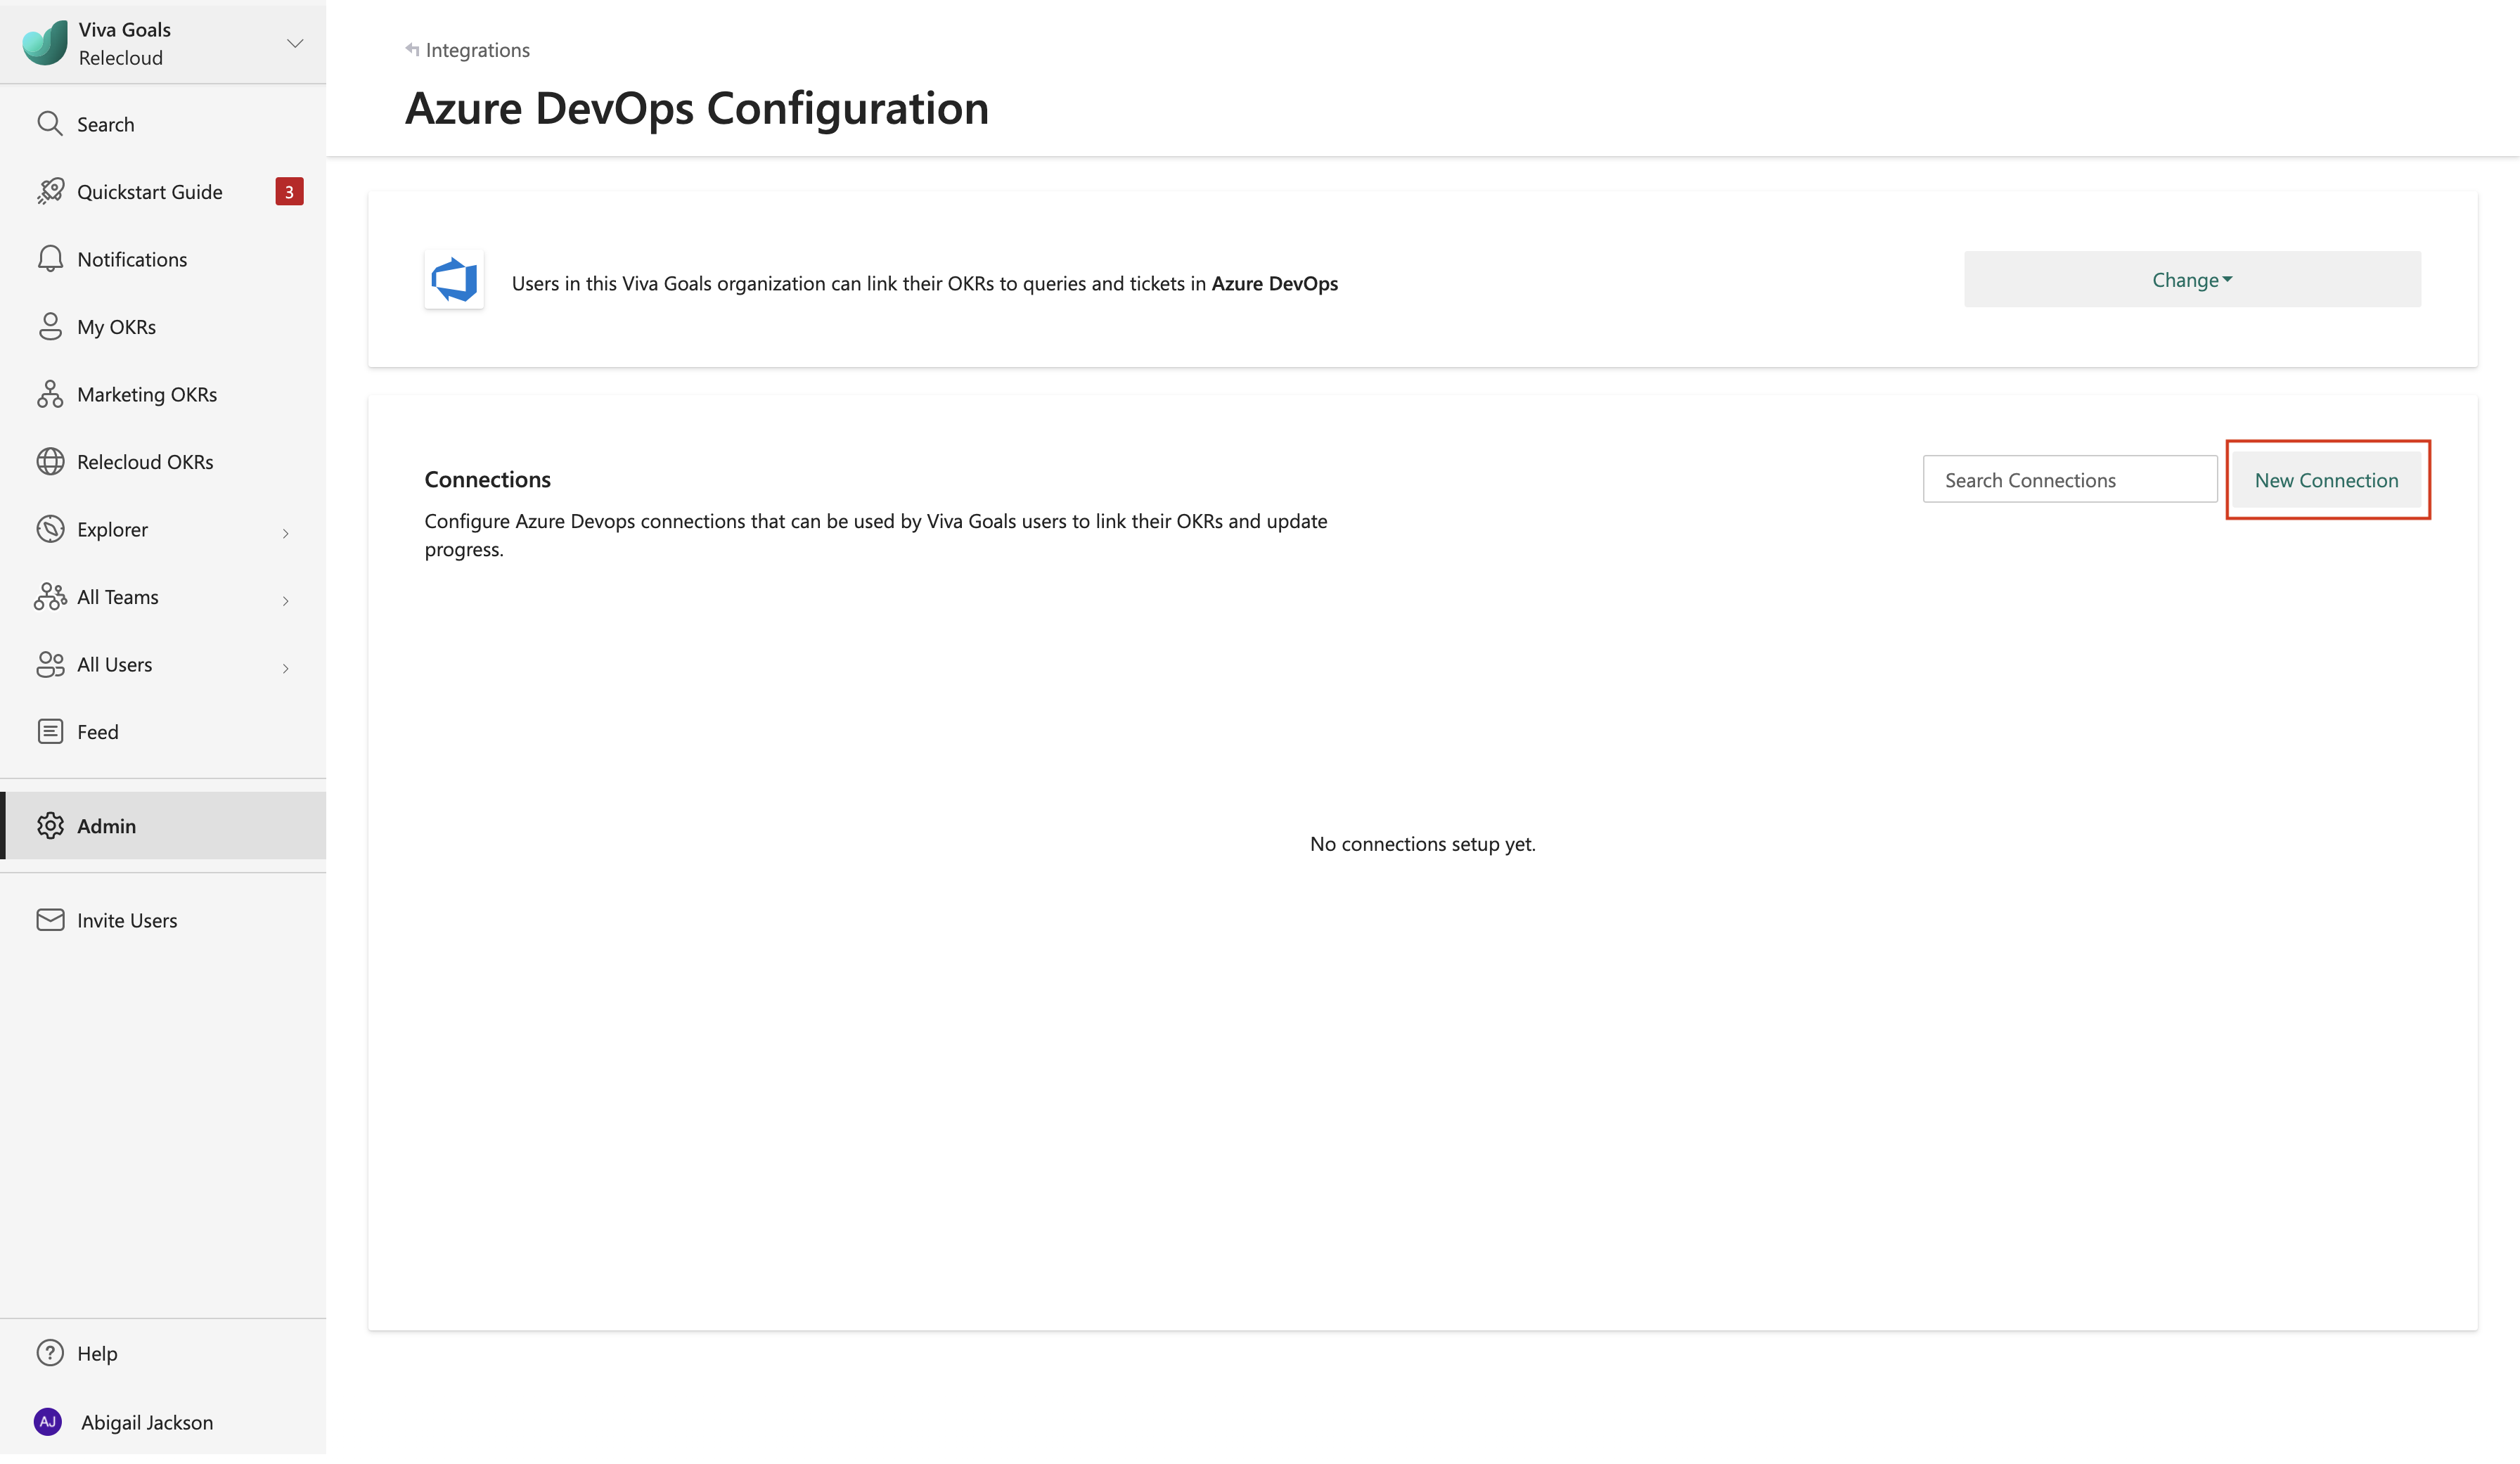 Viva Goals
Relecloud
Search
Quickstart Guide
3
Notifications
My OKRs
Marketing OKRs
Relecloud OKRs
Explorer
All Teams
All Users
Feed
Admin
Invite Users
Help
AJ
Abigail Jackson
Integrations
Azure DevOps Configuration
Users in this Viva Goals organization can link their OKRs to queries and tickets in Azure DevOps
Change
Connections
Search Connections
New Connection
Configure Azure Devops connections that can be used by Viva Goals users to link their OKRs and update
progress.
No connections setup yet.